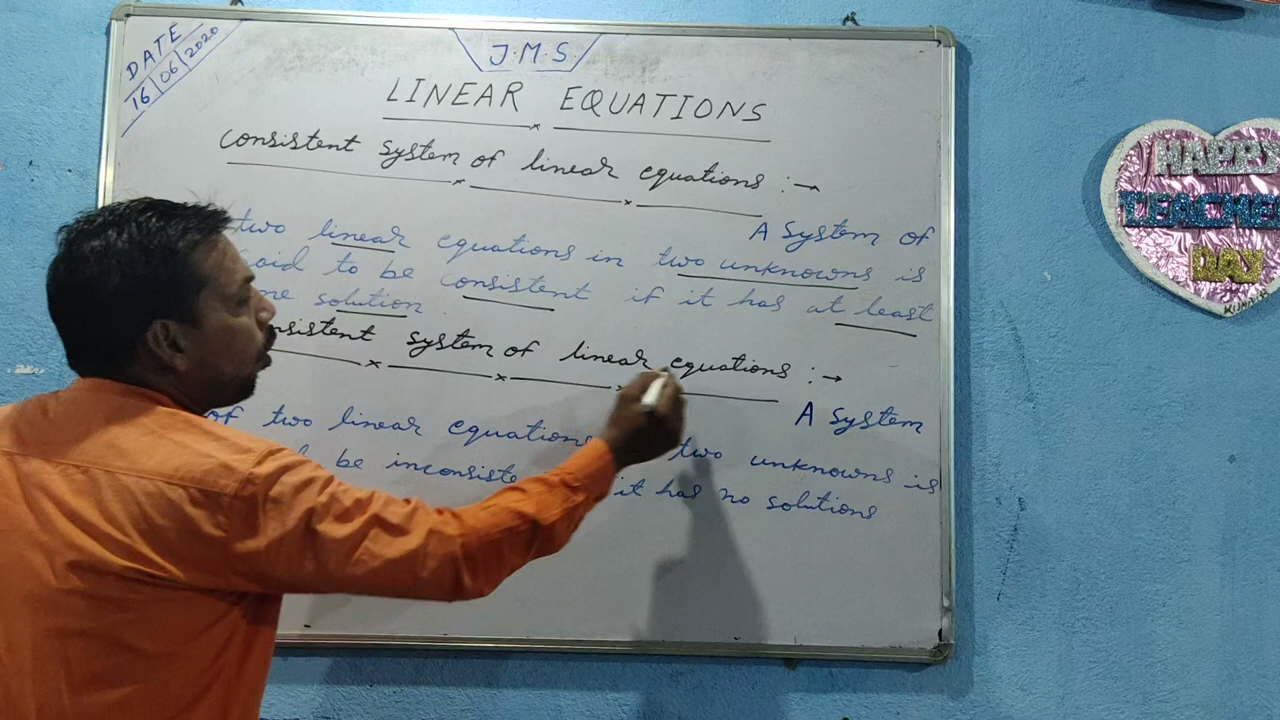 DATE
16/06/2020
J.M.S.
LINEAR EQUATIONS
Consistent system of linear equations :→
A system of
two linear equations in two unknowns is
said to be consistent if it has at least
one solution.
system of linear equations :→
A system
of two linear equations two unknowns is
be it has no solutions
HAPPY
TEACHER
DAY